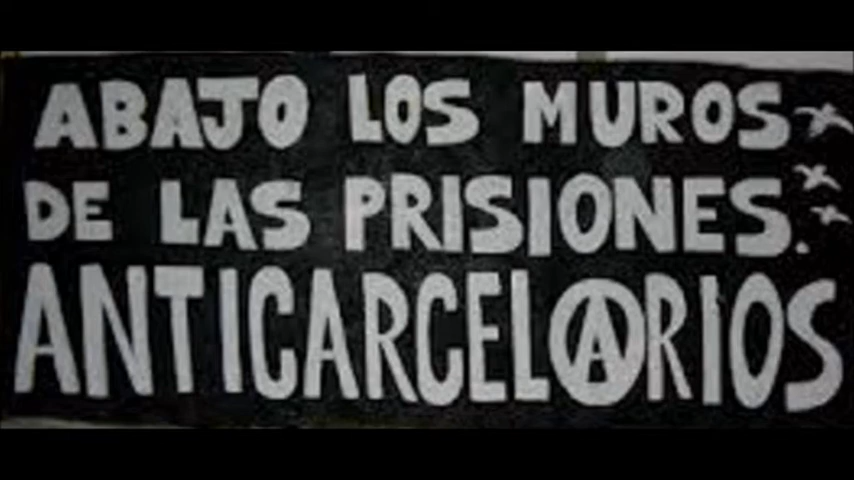 ABAJO LOS MUROS
DE LAS PRISIONES.
ANTICARCELARIOS